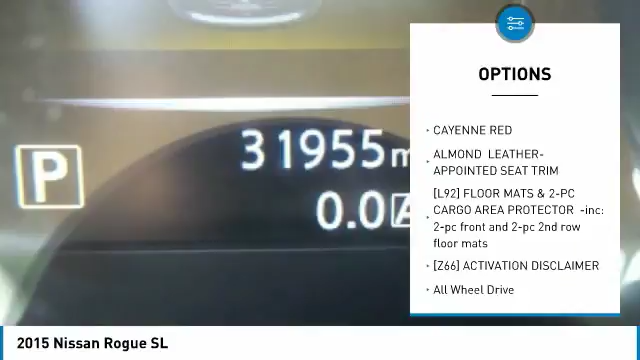 P
31955
0.0
OPTIONS
CAYENNE RED
ALMOND LEATHER-
APPOINTED SEAT TRIM
[L92] FLOOR MATS & 2-PC
CARGO AREA PROTECTOR -inc:
2-pc front and 2-pc 2nd row
floor mats
[Z66] ACTIVATION DISCLAIMER
All Wheel Drive
2015 Nissan Rogue SL